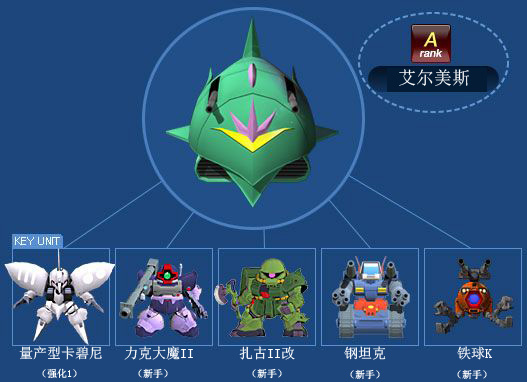 A
rank
艾尔美斯
KEY UNIT
量产型卡碧尼
(强化1)
力克大魔II
(新手)
扎古II改
(新手)
钢坦克
(新手)
铁球K
(新手)